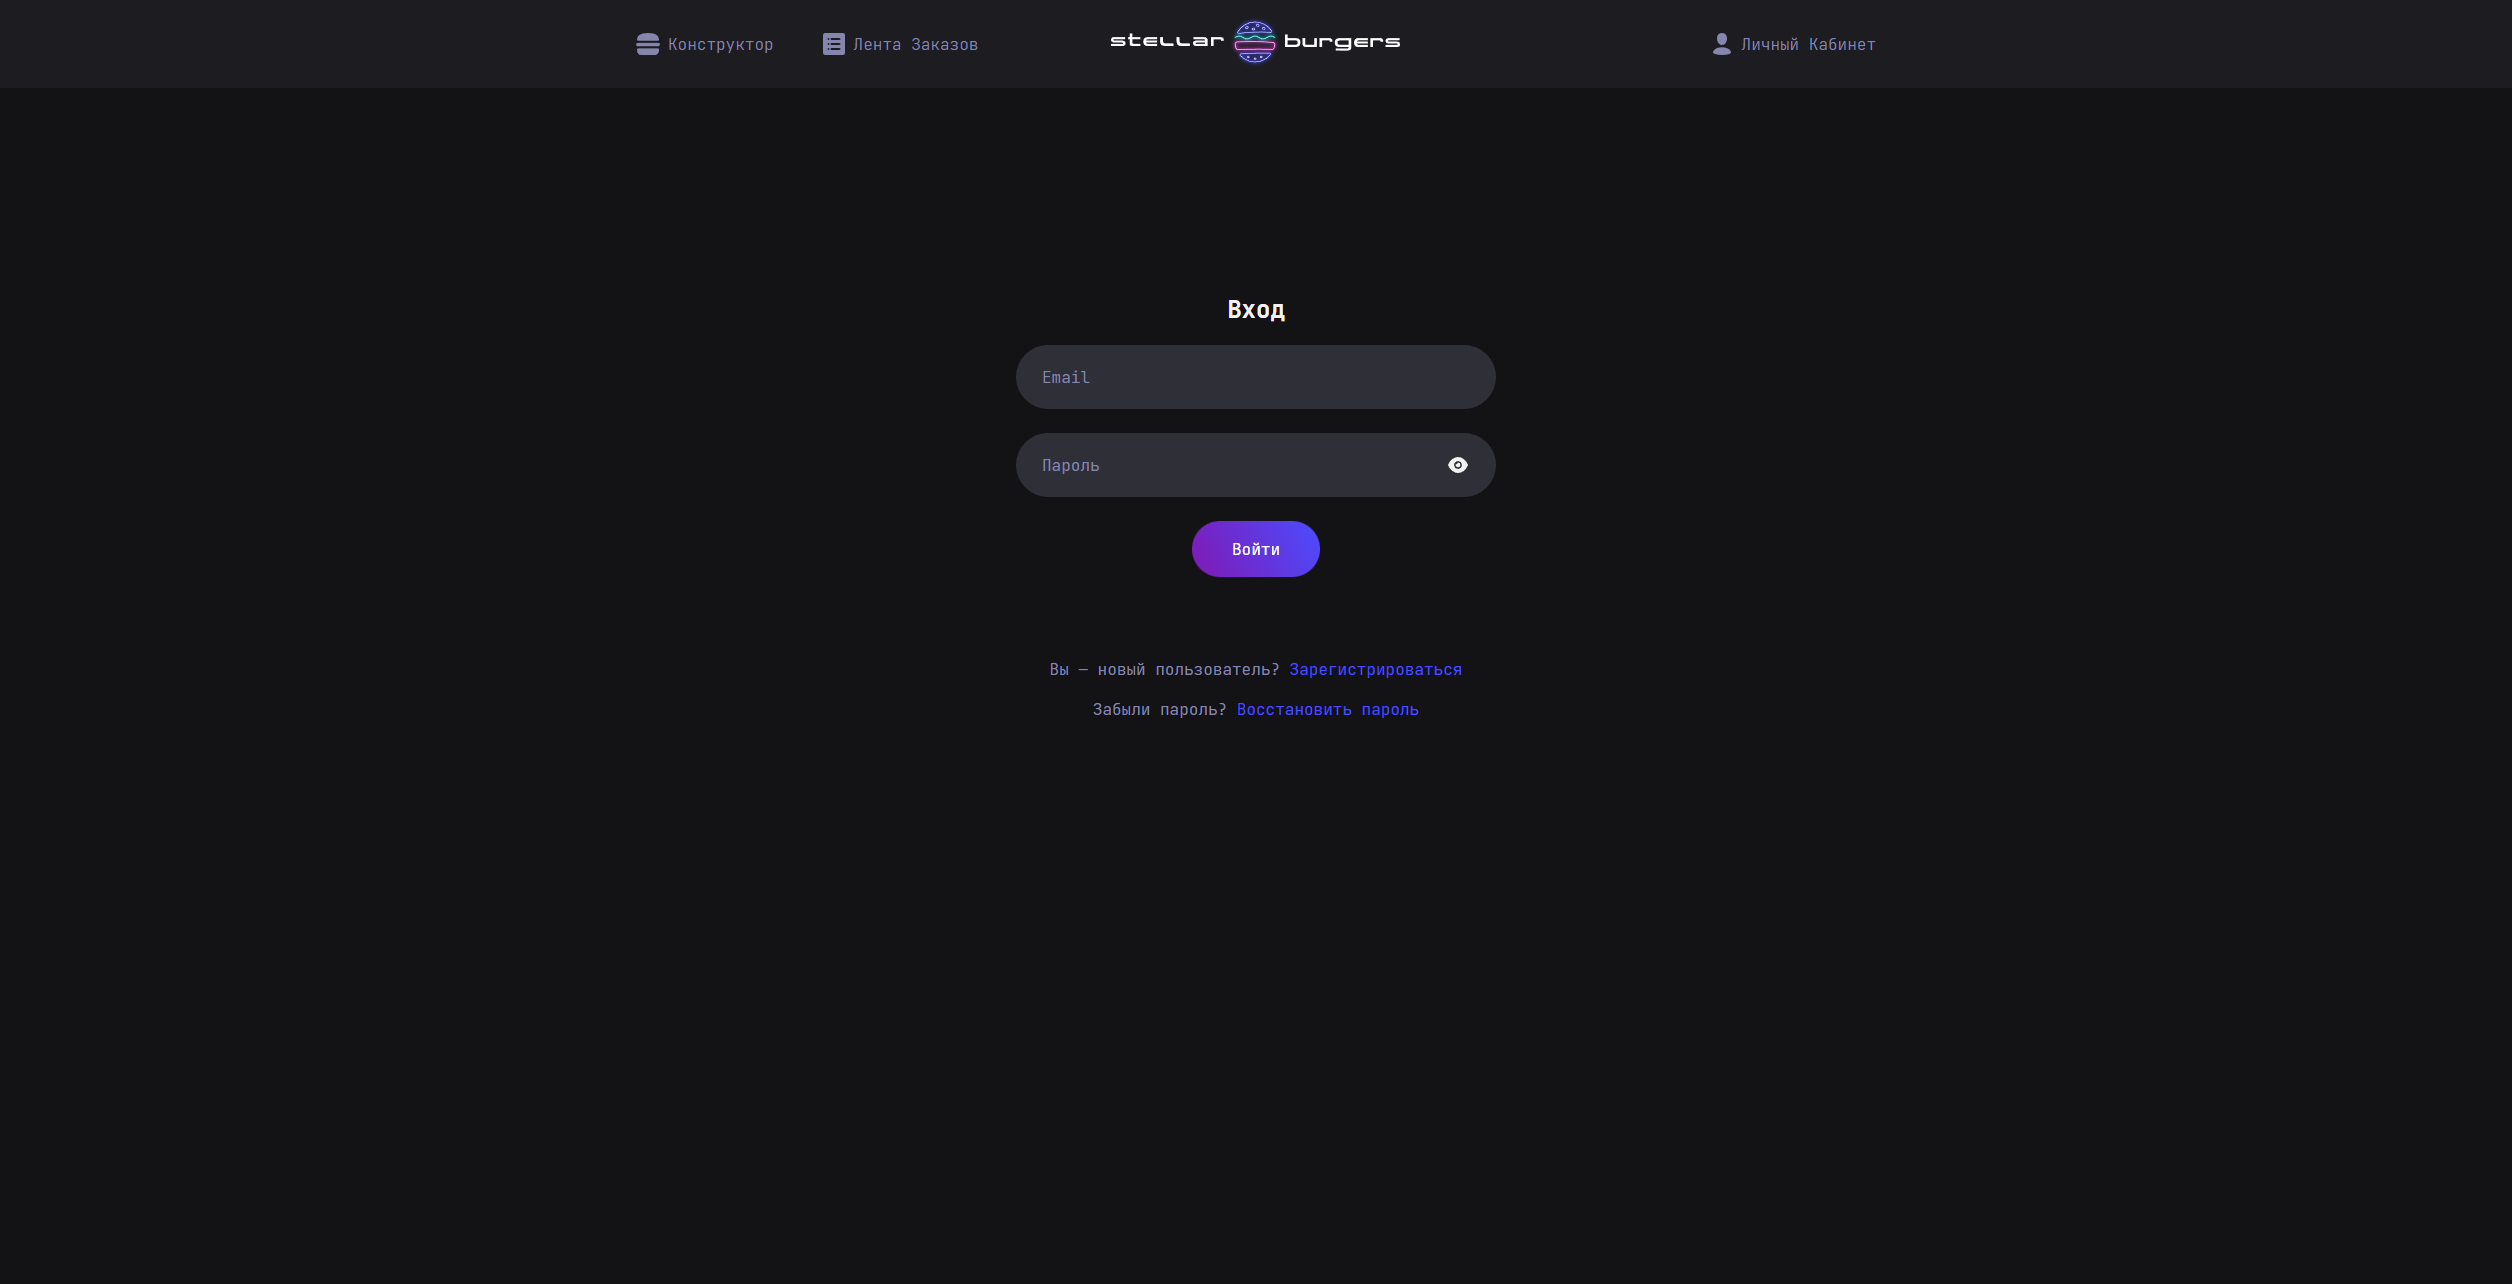 Конструктор
Лента Заказов
stellar burgers
Личный Кабинет
Вход
Email
Пароль
Войти
Вы — новый пользователь? Зарегистрироваться
Забыли пароль? Восстановить пароль